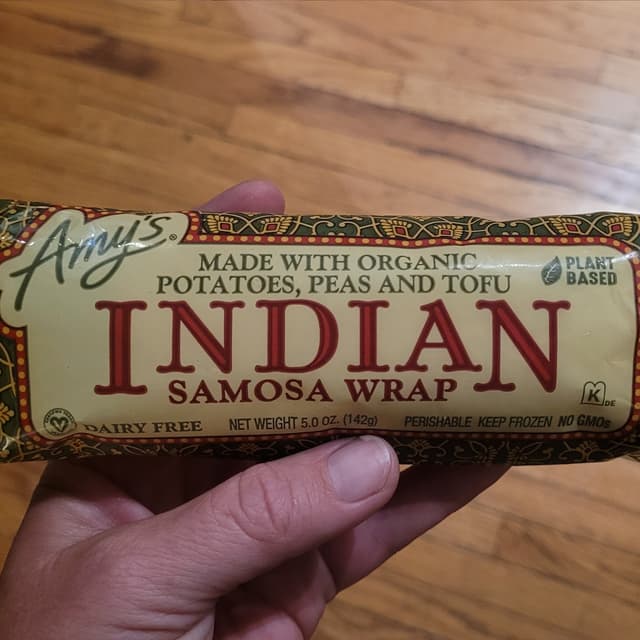 Amy's®
MADE WITH ORGANIC
POTATOES, PEAS AND TOFU
PLANT
BASED
INDIAN
SAMOSA WRAP
K DE
DAIRY FREE
NET WEIGHT 5.0 OZ. (142g)
PERISHABLE KEEP FROZEN NO GMOs